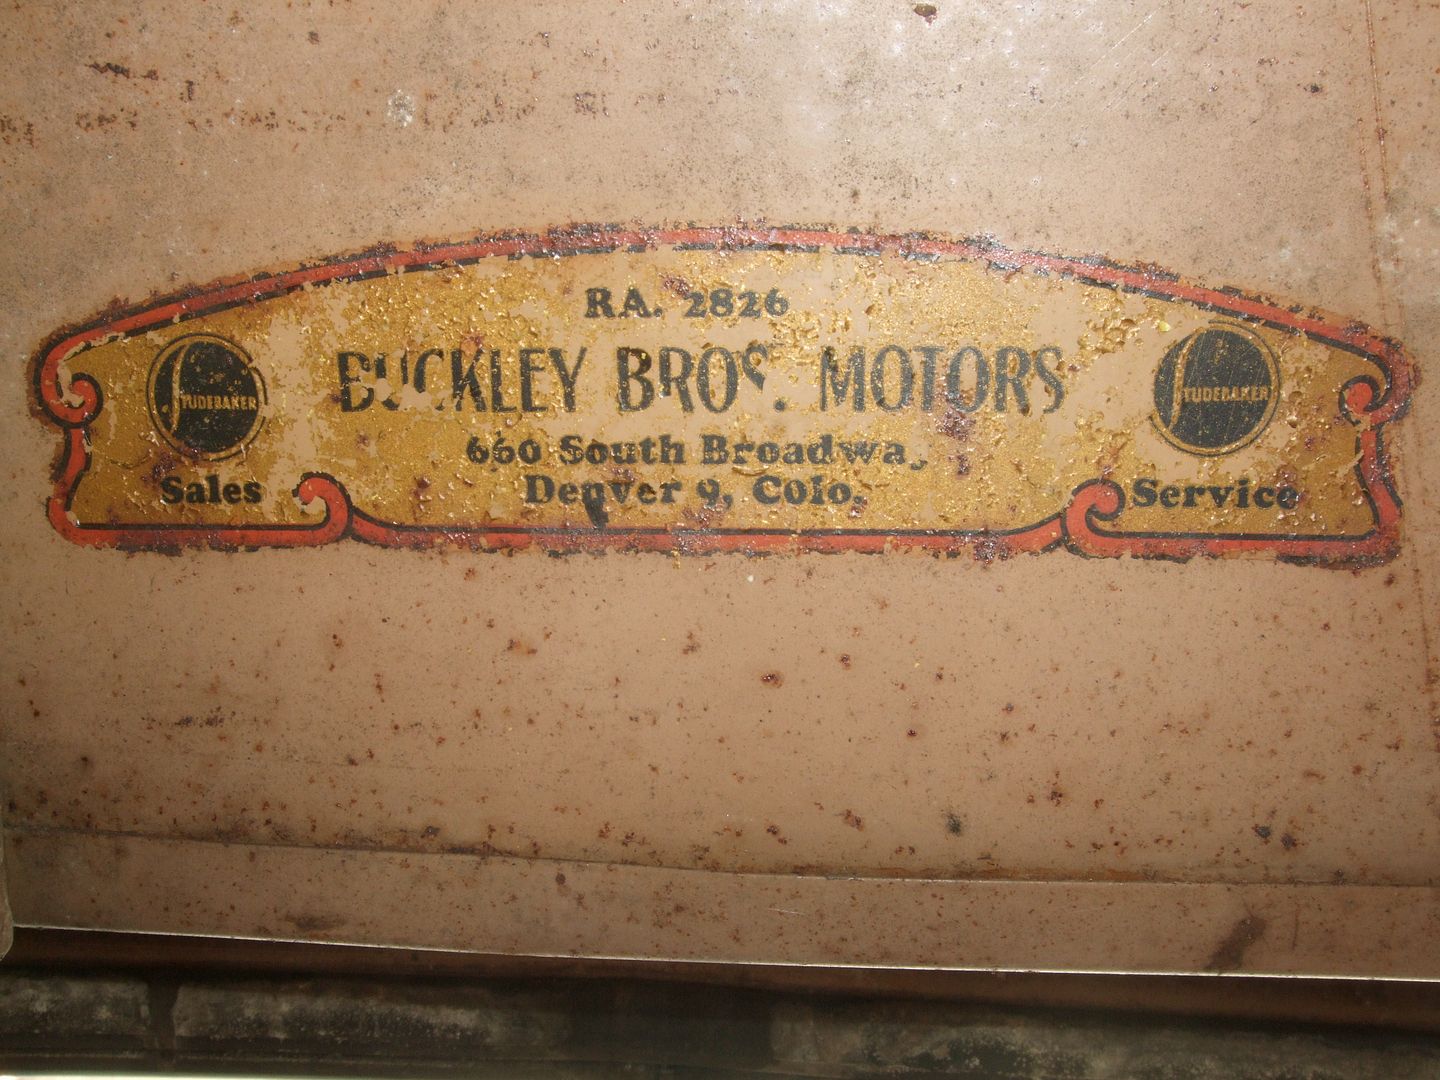 RA. 2826
BUCKLEY BROS. MOTORS
STUDEBAKER
STUDEBAKER
660 South Broadway,
Denver 9, Colo.
Sales
Service